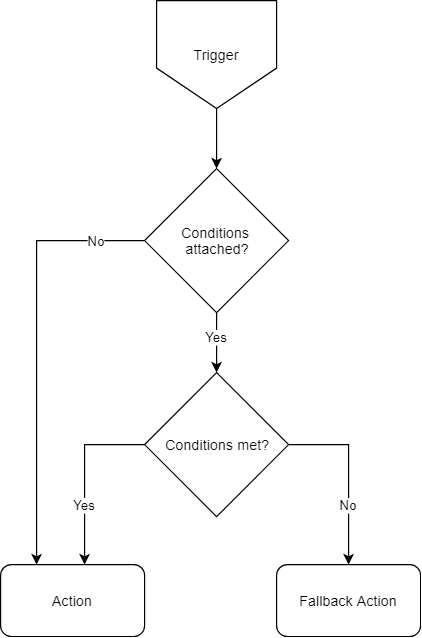 Trigger
Conditions
attached?
No
Yes
Conditions met?
Yes
No
Action
Fallback Action